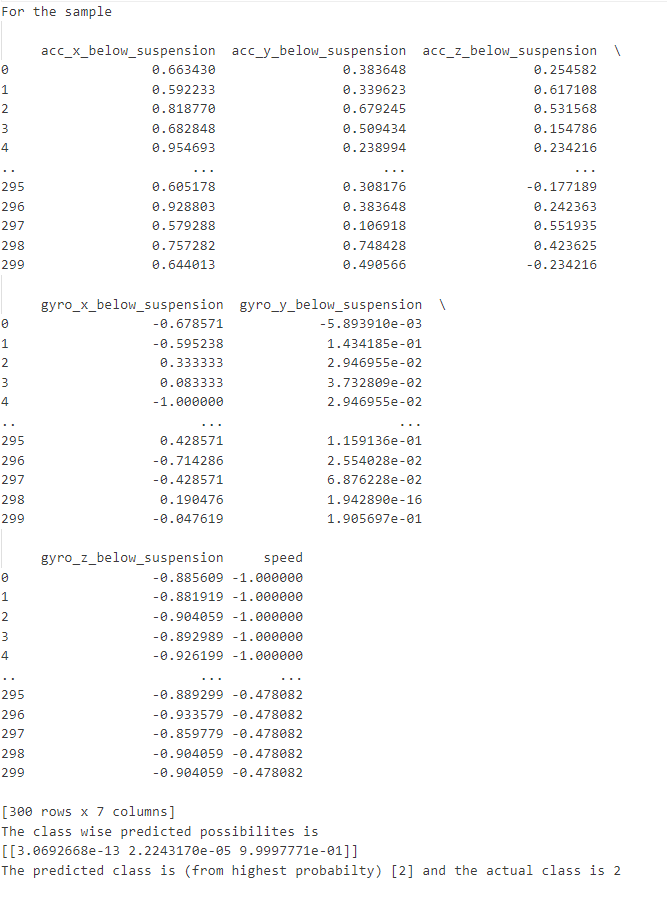 For the sample
acc_x_below_suspension acc_y_below_suspension acc_z_below_suspension \
0 0.663430 0.383648 0.254582
1 0.592233 0.339623 0.617108
2 0.818770 0.679245 0.531568
3 0.682848 0.509434 0.154786
4 0.954693 0.238994 0.234216
.. ... ... ...
295 0.605178 0.308176 -0.177189
296 0.928803 0.383648 0.242363
297 0.579288 0.106918 0.551935
298 0.757282 0.748428 0.423625
299 0.644013 0.490566 -0.234216
gyro_x_below_suspension gyro_y_below_suspension \
0 -0.678571 -5.893910e-03
1 -0.595238 1.434185e-01
2 0.333333 2.946955e-02
3 0.083333 3.732809e-02
4 -1.000000 2.946955e-02
.. ... ...
295 0.428571 1.159136e-01
296 -0.714286 2.554028e-02
297 -0.428571 6.876228e-02
298 0.190476 1.942890e-16
299 -0.047619 1.905697e-01
gyro_z_below_suspension speed
0 -0.885609 -1.000000
1 -0.881919 -1.000000
2 -0.904059 -1.000000
3 -0.892989 -1.000000
4 -0.926199 -1.000000
.. ... ...
295 -0.889299 -0.478082
296 -0.933579 -0.478082
297 -0.859779 -0.478082
298 -0.904059 -0.478082
299 -0.904059 -0.478082
[300 rows x 7 columns]
The class wise predicted possibilites is
[[3.0692668e-13 2.2243170e-05 9.9997771e-01]]
The predicted class is (from highest probabilty) [2] and the actual class is 2